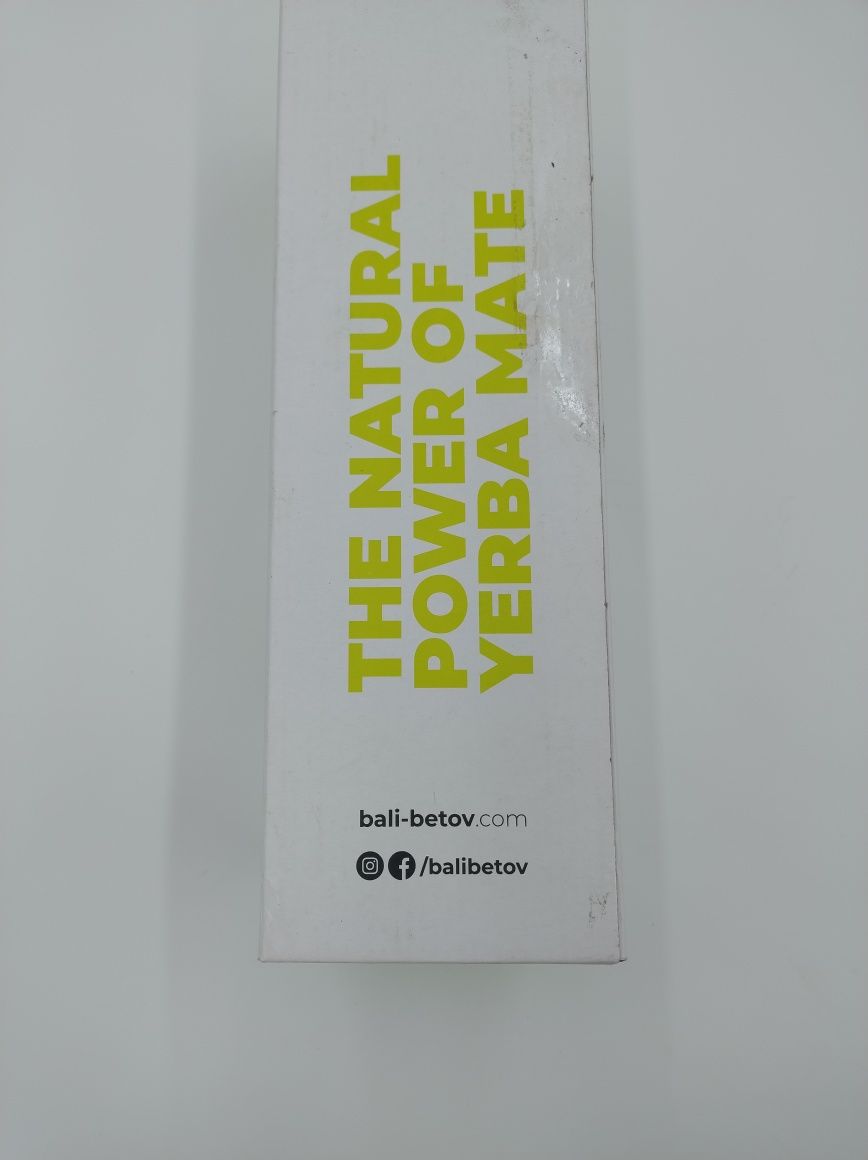 THE NATURAL
POWER OF
YERBA MATE
bali-betov.com
/balibetov